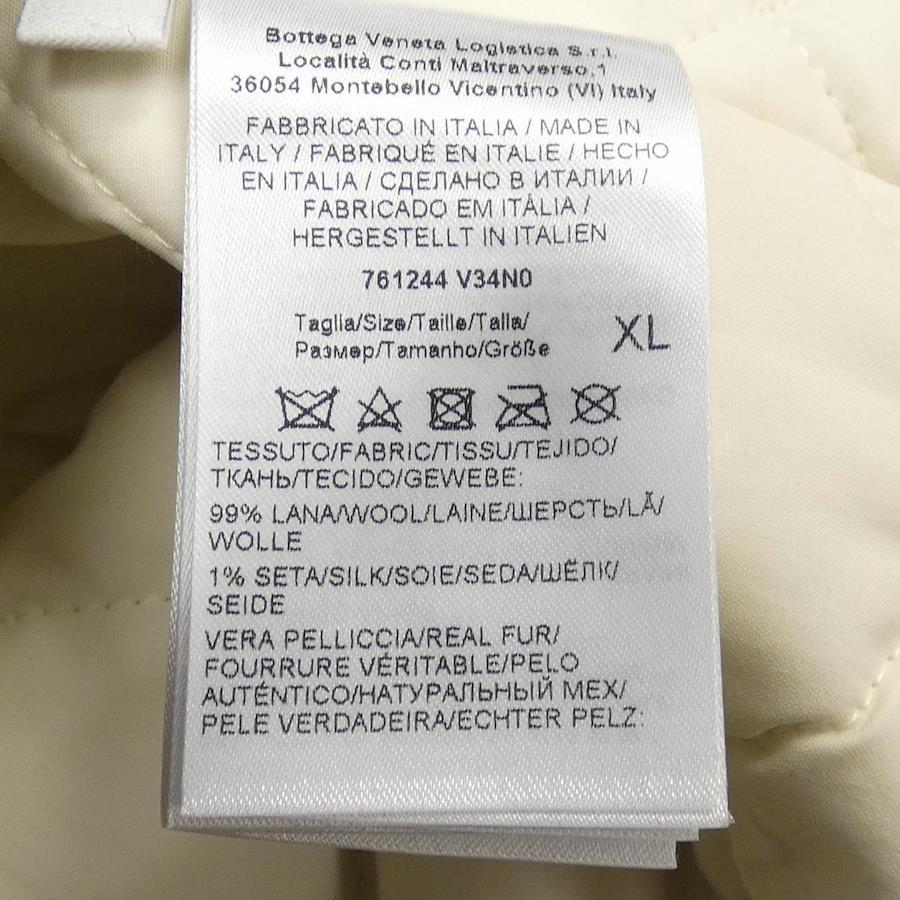 Bottega Veneta Logistica S.r.l.
Località Conti Maltraverso,1
36054 Montebello Vicentino (VI) Italy
FABBRICATO IN ITALIA / MADE IN
ITALY / FABRIQUÉ EN ITALIE / HECHO
EN ITALIA / СДЕЛАНО В ИТАЛИИ /
FABRICADO EM ITÁLIA /
HERGESTELLT IN ITALIEN
761244 V34N0
Taglia/Size/Taille/Talla/
Размер/Tamanho/Größe
XL
TESSUTO/FABRIC/TISSU/TEJIDO/
ТКАНЬ/TECIDO/GEWEBE:
99% LANA/WOOL/LAINE/ШЕРСТЬ/LÃ/
WOLLE
1% SETA/SILK/SOIE/SEDA/ШЁЛК/
SEIDE
VERA PELLICCIA/REAL FUR/
FOURRURE VÉRITABLE/PELO
AUTÉNTICO/НАТУРАЛЬНЫЙ МЕХ/
PELE VERDADEIRA/ECHTER PELZ: